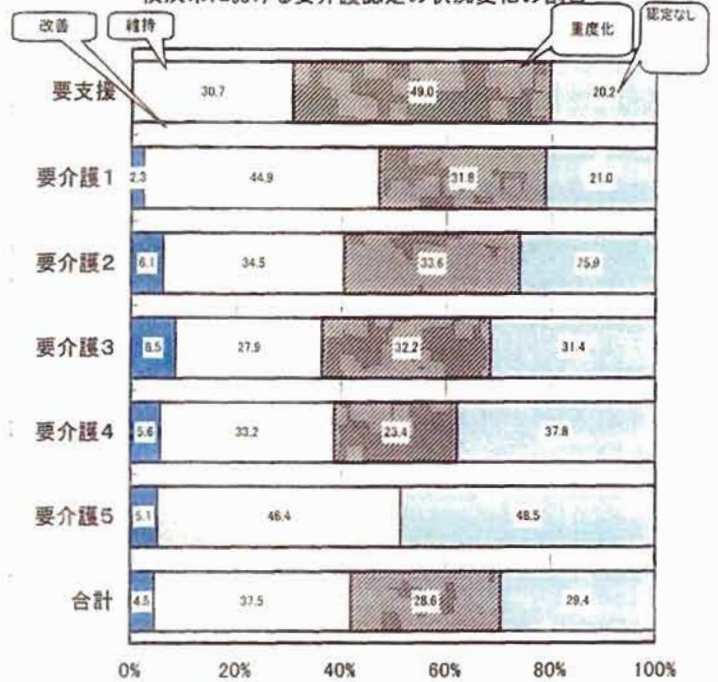 改善
維持
重度化
認定なし
要支援 30.7 49.0 20.2
要介護1 2.3 44.9 31.8 21.0
要介護2 6.1 34.5 33.6 25.9
要介護3 8.5 27.9 32.2 31.4
要介護4 5.6 33.2 23.4 37.8
要介護5 5.1 46.4 48.5
合計 4.5 37.5 28.6 29.4
0% 20% 40% 60% 80% 100%